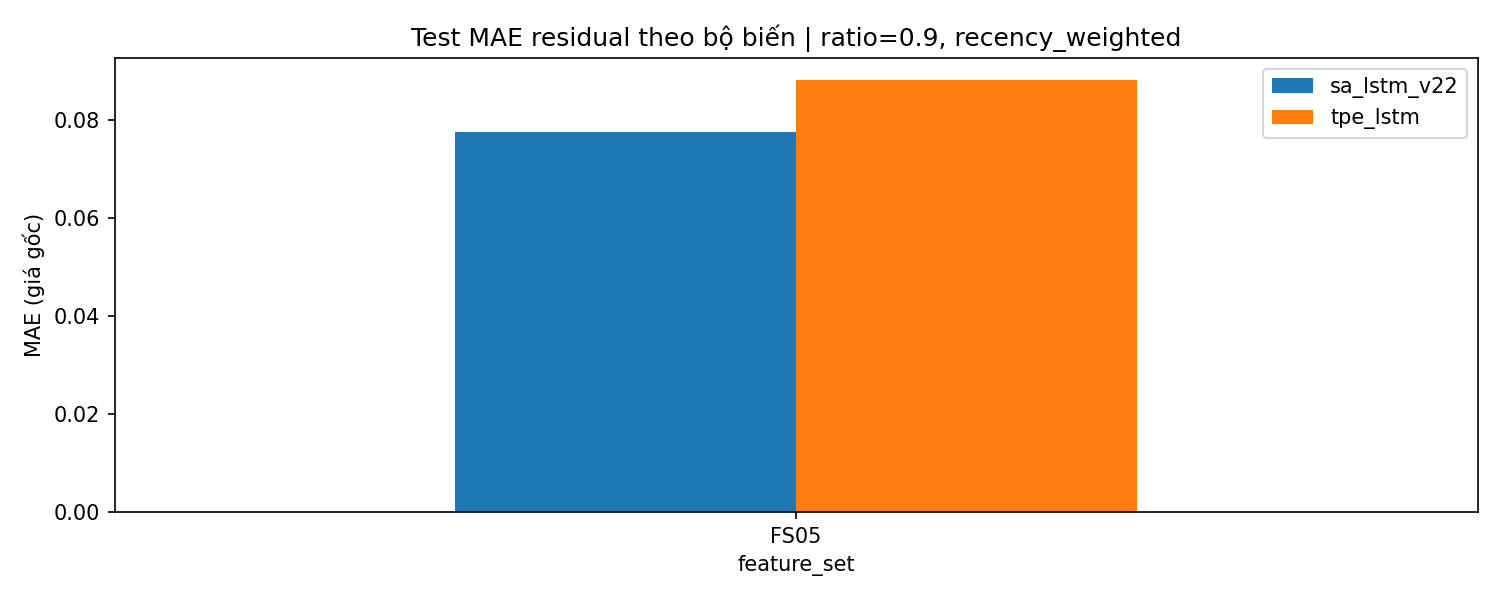 Test MAE residual theo bộ biến | ratio=0.9, recency_weighted
sa_lstm_v22
tpe_lstm
MAE (giá gốc)
0.08
0.06
0.04
0.02
0.00
FS05
feature_set